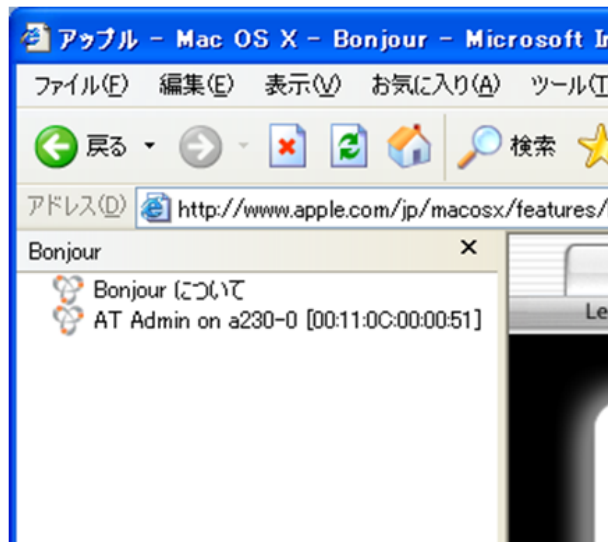 アップル - Mac OS X - Bonjour - Microsoft
ファイル(F) 編集(E) 表示(V) お気に入り(A) ツール(T
戻る 検索
アドレス(D) http://www.apple.com/jp/macosx/features/
Bonjour ×
Bonjour について
AT Admin on a230-0 [00:11:0C:00:00:51]
Le